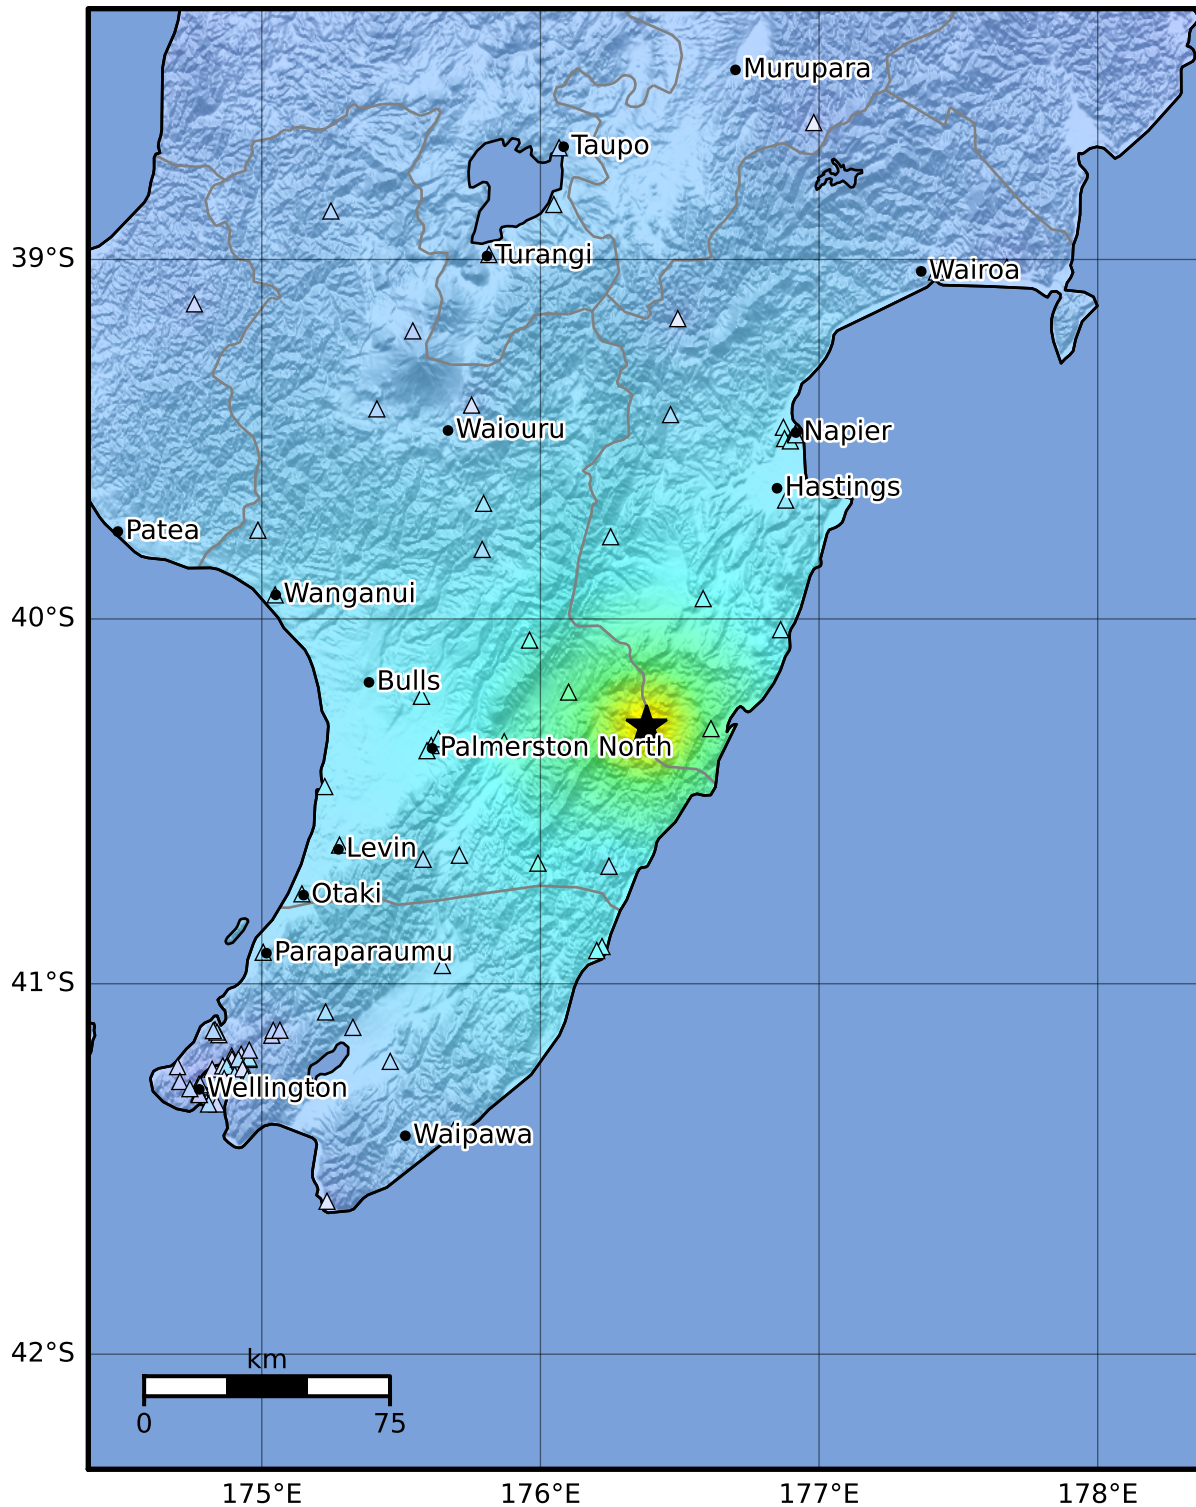 Murupara
Taupo
39°S
Turangi
Wairoa
Waiouru
Napier
Hastings
Patea
Wanganui
40°S
Bulls
Palmerston North
Levin
Otaki
Paraparaumu
41°S
Wellington
Waipawa
42°S
km
0 75
175°E 176°E 177°E 178°E